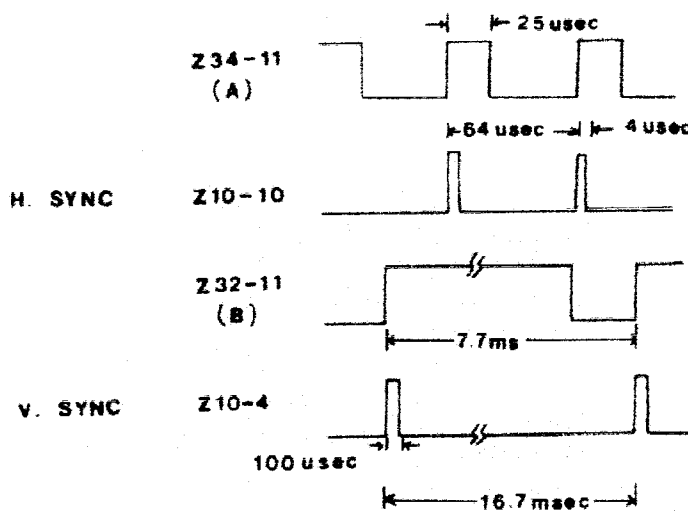 25 usec
Z34-11
(A)
64 usec 4 usec
H. SYNC Z10-10
Z32-11
(B)
7.7ms
V. SYNC Z10-4
100 usec
16.7 msec